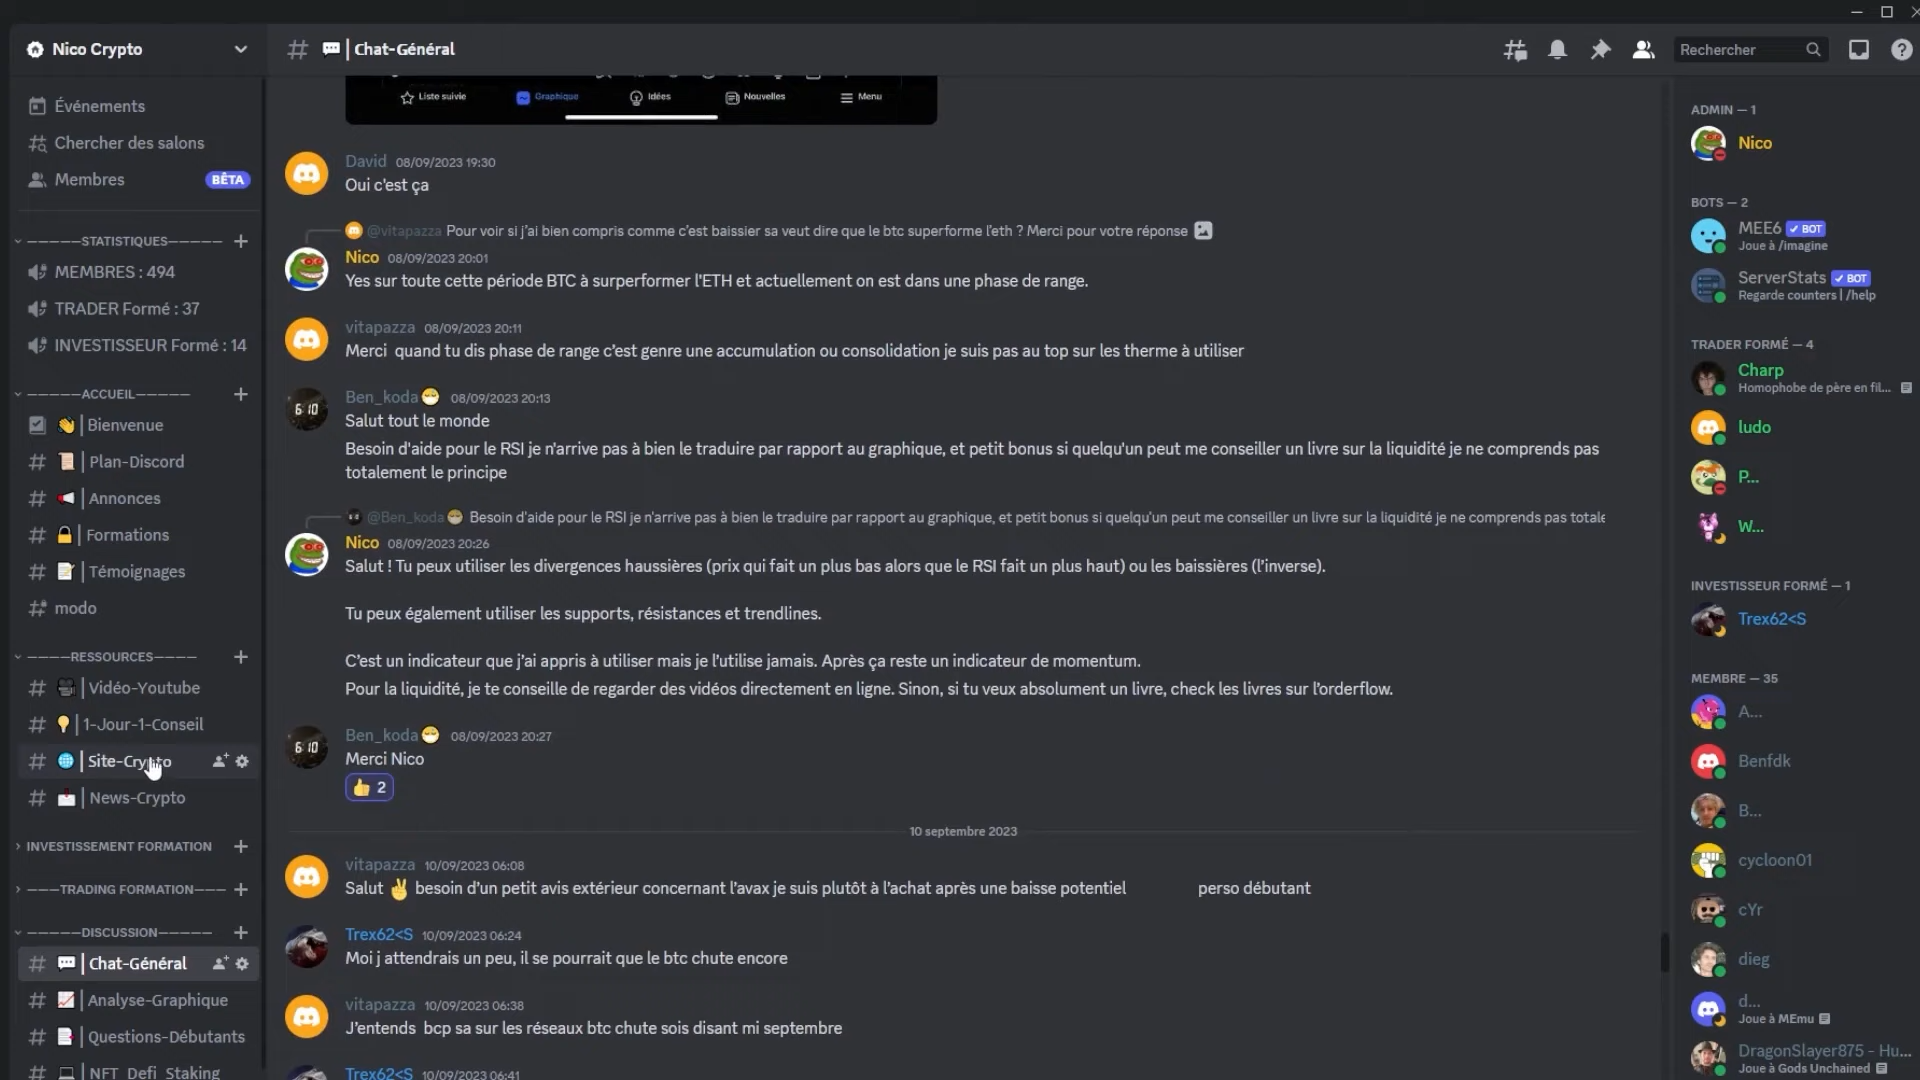 Nico Crypto
Événements
Chercher des salons
Membres BÊTA
—————STATISTIQUES—————
MEMBRES : 494
TRADER Formé : 37
INVESTISSEUR Formé : 14
—————ACCUEIL—————
👋│Bienvenue
📜│Plan-Discord
📢│Annonces
🔒│Formations
📝│Témoignages
modo
————RESSOURCES————
📹│Vidéo-Youtube
💡│1-Jour-1-Conseil
🌐│Site-Crypto
📩│News-Crypto
INVESTISSEMENT FORMATION
———TRADING FORMATION———
—————DISCUSSION—————
💬│Chat-Général
📈│Analyse-Graphique
📑│Questions-Débutants
💻│NFT_Defi_Staking
# 💬│Chat-Général
Rechercher
Liste suivie Graphique Idées Nouvelles Menu
David 08/09/2023 19:30
Oui c'est ça
@vitapazza Pour voir si j'ai bien compris comme c'est baissier sa veut dire que le btc superforme l'eth ? Merci pour votre réponse
Nico 08/09/2023 20:01
Yes sur toute cette période BTC à surperformer l'ETH et actuellement on est dans une phase de range.
vitapazza 08/09/2023 20:11
Merci quand tu dis phase de range c'est genre une accumulation ou consolidation je suis pas au top sur les therme à utiliser
Ben_koda 08/09/2023 20:13
Salut tout le monde
Besoin d'aide pour le RSI je n'arrive pas à bien le traduire par rapport au graphique, et petit bonus si quelqu'un peut me conseiller un livre sur la liquidité je ne comprends pas
totalement le principe
@Ben_koda Besoin d'aide pour le RSI je n'arrive pas à bien le traduire par rapport au graphique, et petit bonus si quelqu'un peut me conseiller un livre sur la liquidité je ne comprends pas totale
Nico 08/09/2023 20:26
Salut ! Tu peux utiliser les divergences haussières (prix qui fait un plus bas alors que le RSI fait un plus haut) ou les baissières (l'inverse).
Tu peux également utiliser les supports, résistances et trendlines.
C'est un indicateur que j'ai appris à utiliser mais je l'utilise jamais. Après ça reste un indicateur de momentum.
Pour la liquidité, je te conseille de regarder des vidéos directement en ligne. Sinon, si tu veux absolument un livre, check les livres sur l'orderflow.
Ben_koda 08/09/2023 20:27
Merci Nico
👍 2
10 septembre 2023
vitapazza 10/09/2023 06:08
Salut ✌ besoin d'un petit avis extérieur concernant l'avax je suis plutôt à l'achat après une baisse potentiel perso débutant
Trex62<S 10/09/2023 06:24
Moi j attendrais un peu, il se pourrait que le btc chute encore
vitapazza 10/09/2023 06:38
J'entends bcp sa sur les réseaux btc chute sois disant mi septembre
Trex62<S 10/09/2023 06:41
ADMIN — 1
Nico
BOTS — 2
MEE6 ✓ BOT
Joue à /imagine
ServerStats ✓ BOT
Regarde counters | /help
TRADER FORMÉ — 4
Charp
Homophobe de père en fil...
ludo
P...
W...
INVESTISSEUR FORMÉ — 1
Trex62<S
MEMBRE — 35
A...
Benfdk
B...
cycloon01
cYr
dieg
d...
Joue à MEmu
DragonSlayer875 - Hu...
Joue à Gods Unchained